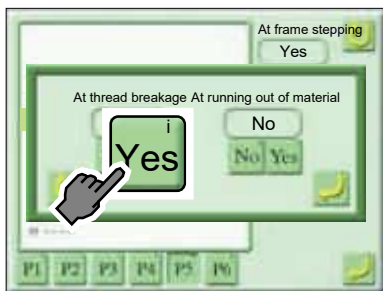 At frame stepping
Yes
At thread breakage At running out of material
i
No
Yes
No Yes
P1 P2 P3 P4 P5 P6